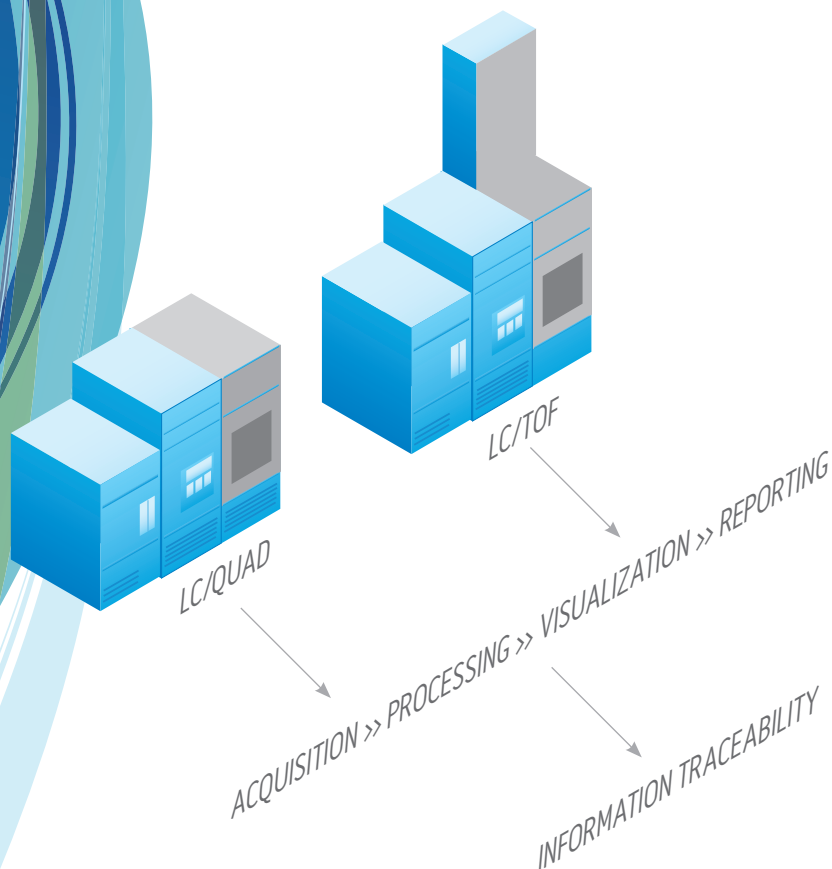 LC/TOF
LC/QUAD
ACQUISITION >> PROCESSING >> VISUALIZATION >> REPORTING
INFORMATION TRACEABILITY